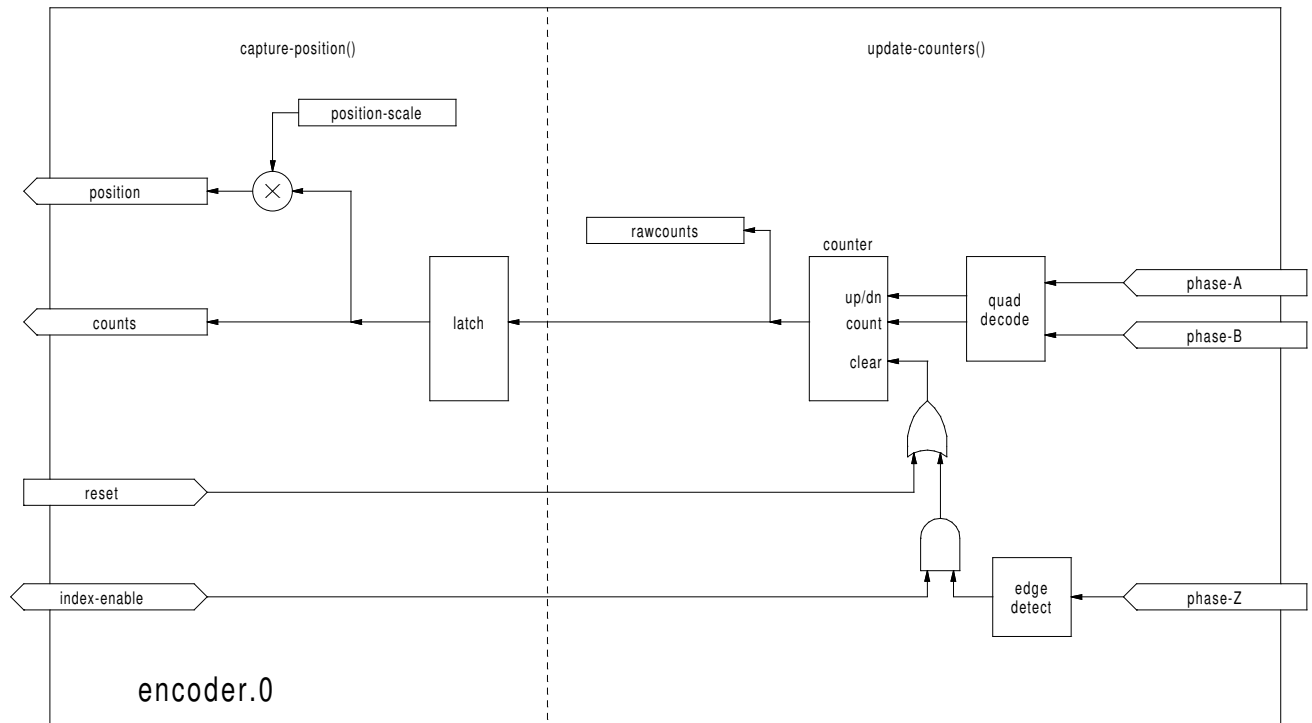 capture-position()
update-counters()
position-scale
position
rawcounts
counter
phase-A
up/dn
quad
decode
counts
latch
count
phase-B
clear
reset
index-enable
edge
detect
phase-Z
encoder.0